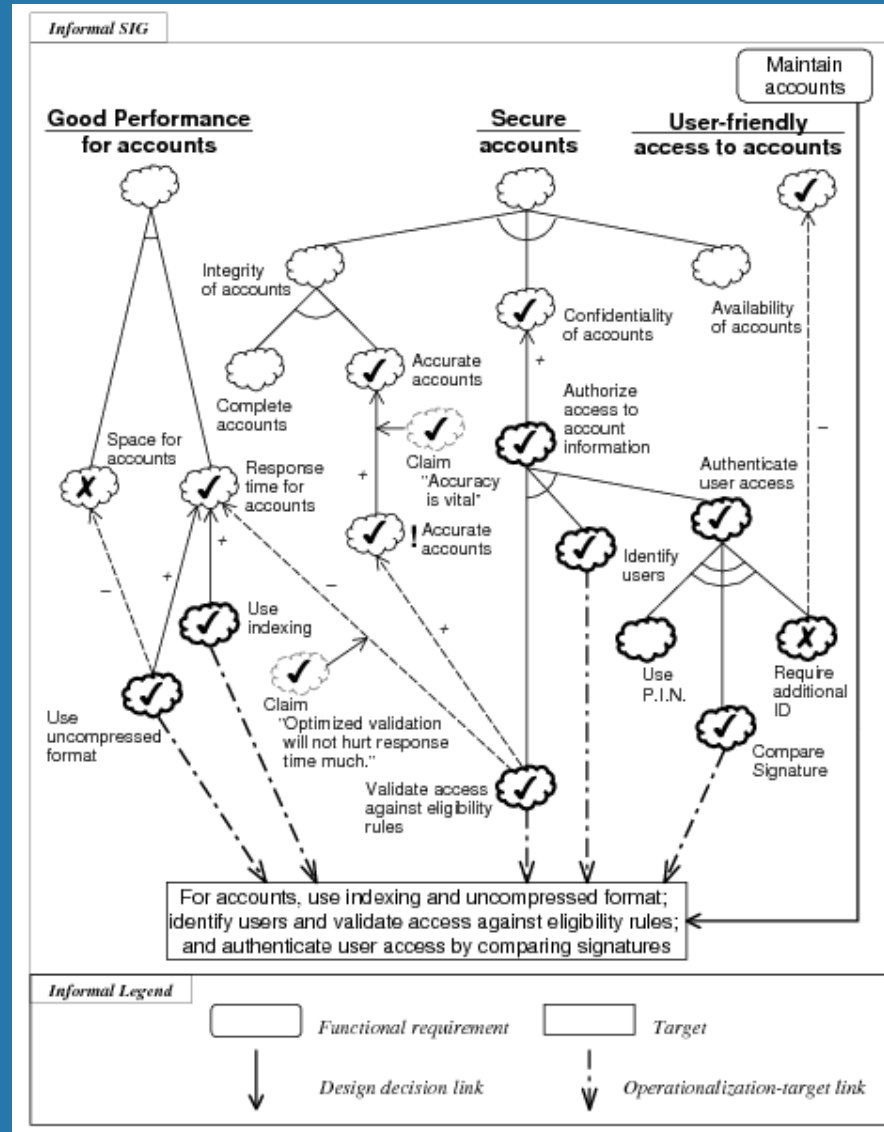 Informal SIG
Maintain
accounts
Good Performance
for accounts
Secure
accounts
User-friendly
access to accounts
Integrity
of accounts
Confidentiality
of accounts
Availability
of accounts
Complete
accounts
Accurate
accounts
Authorize
access to
account
information
+
Space for
accounts
Response
time for
accounts
Claim
"Accuracy
is vital"
Authenticate
user access
–
+
! Accurate
accounts
Identify
users
–
+
+
–
+
Use
indexing
Use
P.I.N.
Require
additional
ID
Use
uncompressed
format
Claim
"Optimized validation
will not hurt response
time much."
Compare
Signature
Validate access
against eligibility
rules
For accounts, use indexing and uncompressed format;
identify users and validate access against eligibility rules;
and authenticate user access by comparing signatures
Informal Legend
Functional requirement
Target
Design decision link
Operationalization-target link